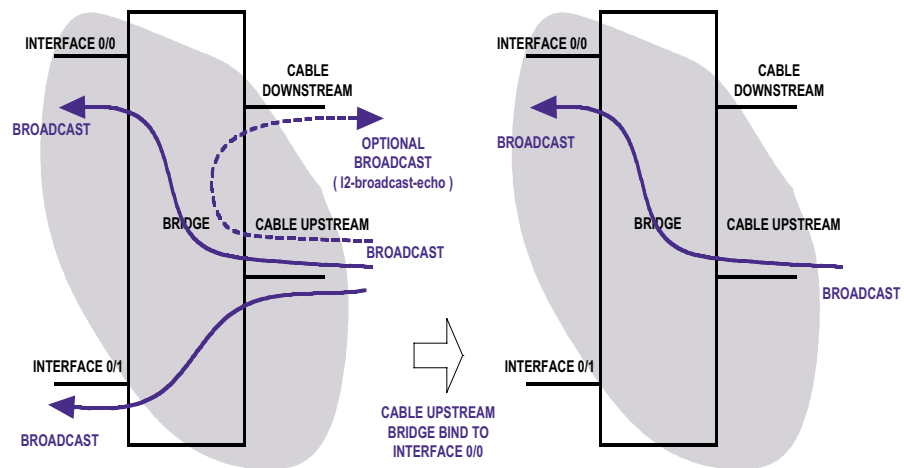 INTERFACE 0/0
CABLE
DOWNSTREAM
BROADCAST
OPTIONAL
BROADCAST
( l2-broadcast-echo )
BRIDGE
CABLE UPSTREAM
BROADCAST
INTERFACE 0/1
BROADCAST
CABLE UPSTREAM
BRIDGE BIND TO
INTERFACE 0/0
INTERFACE 0/0
CABLE
DOWNSTREAM
BROADCAST
BRIDGE
CABLE UPSTREAM
BROADCAST
INTERFACE 0/1